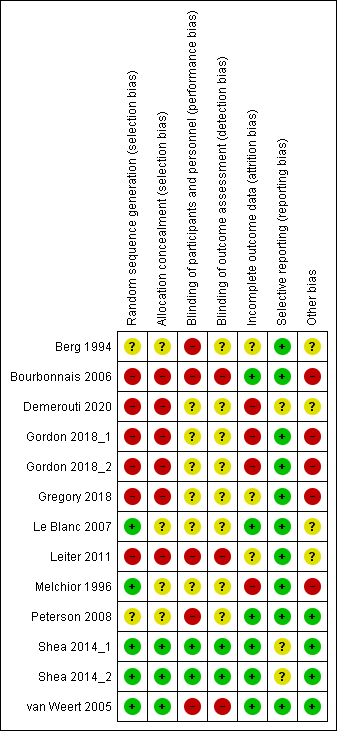 Random sequence generation (selection bias)
Allocation concealment (selection bias)
Blinding of participants and personnel (performance bias)
Blinding of outcome assessment (detection bias)
Incomplete outcome data (attrition bias)
Selective reporting (reporting bias)
Other bias
Berg 1994 ? ? - ? ? + ?
Bourbonnais 2006 - - - - + + -
Demerouti 2020 - - ? ? - ? ?
Gordon 2018_1 - - ? ? - + -
Gordon 2018_2 - - ? ? - + -
Gregory 2018 - - ? ? ? + -
Le Blanc 2007 + ? ? ? + + ?
Leiter 2011 - - - - ? + ?
Melchior 1996 + ? ? ? - + -
Peterson 2008 ? ? - ? + + +
Shea 2014_1 + + + + + ? +
Shea 2014_2 + + + + + ? +
van Weert 2005 + + - - + + +